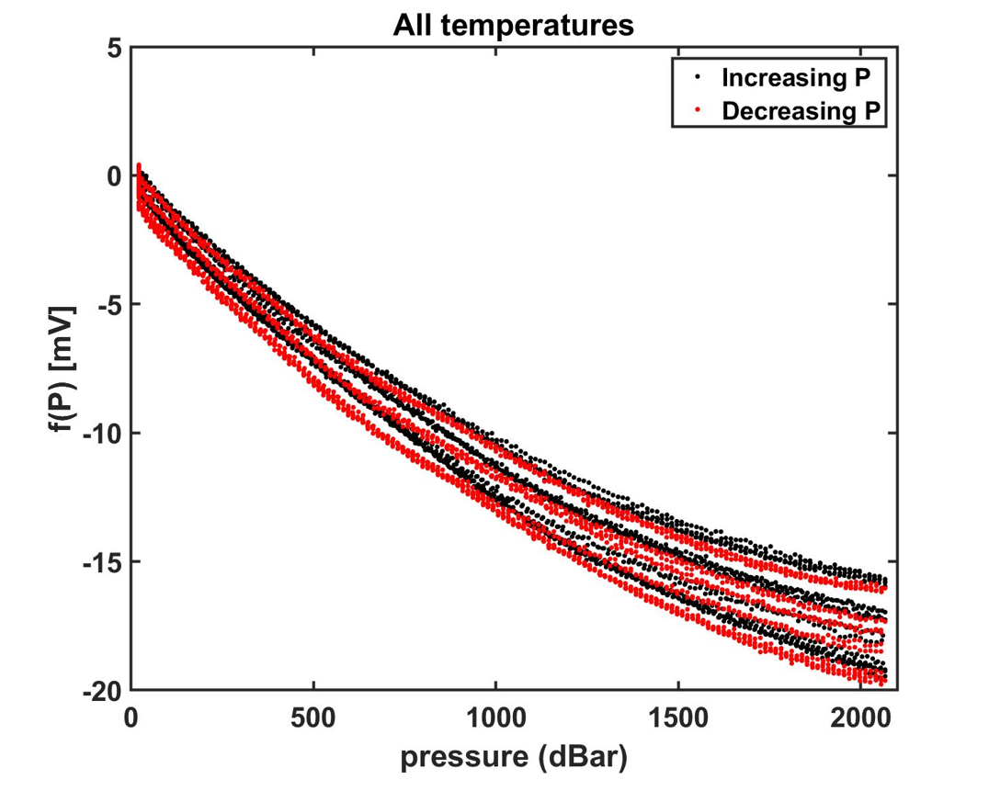 All temperatures
5
0
-5
-10
-15
-20
f(P) [mV]
Increasing P
Decreasing P
0 500 1000 1500 2000
pressure (dBar)